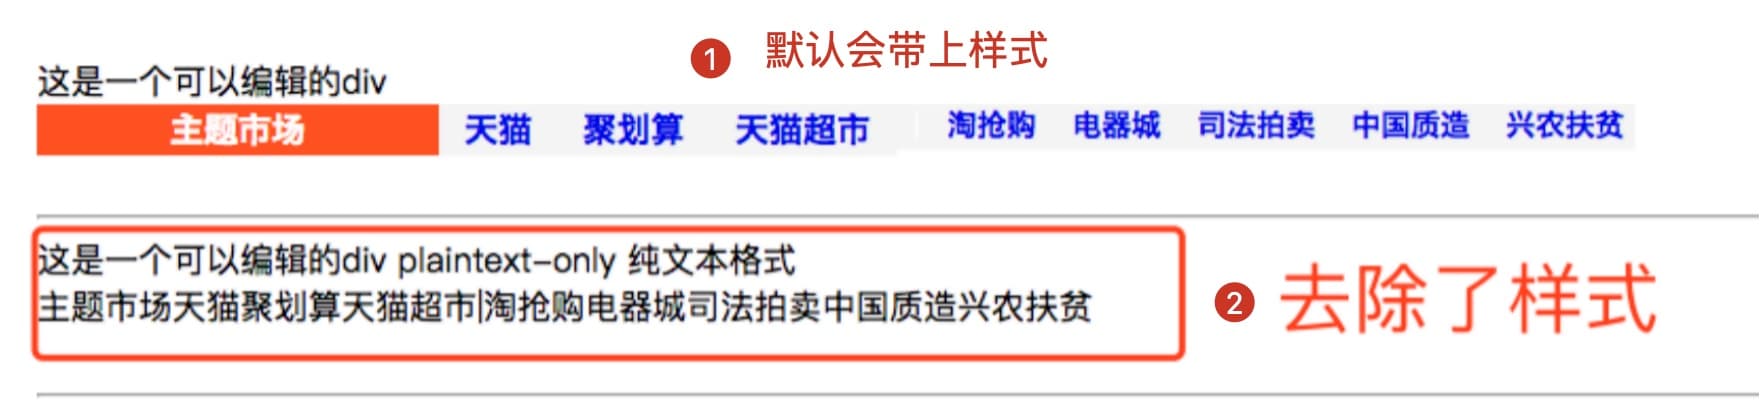 1 默认会带上样式
这是一个可以编辑的div
主题市场 天猫 聚划算 天猫超市 淘抢购 电器城 司法拍卖 中国质造 兴农扶贫
这是一个可以编辑的div plaintext-only 纯文本格式
主题市场天猫聚划算天猫超市|淘抢购电器城司法拍卖中国质造兴农扶贫
2 去除了样式